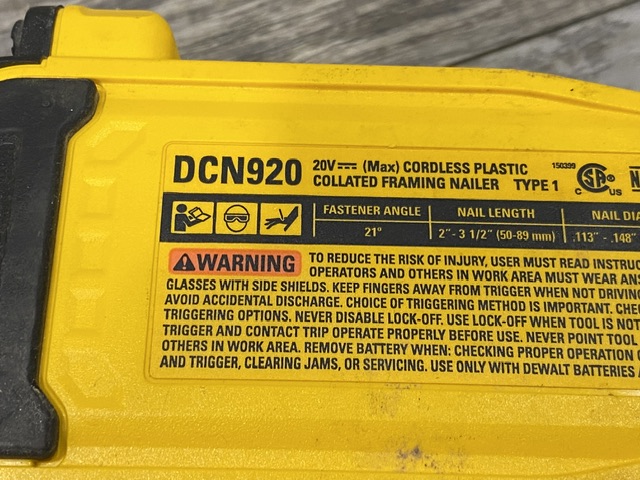 DCN920 20V (Max) CORDLESS PLASTIC
COLLATED FRAMING NAILER TYPE 1
150399
CSA
C US
FASTENER ANGLE NAIL LENGTH NAIL
21° 2"- 3 1/2" (50-89 mm) .113" - .148"
WARNING
TO REDUCE THE RISK OF INJURY, USER MUST READ
OPERATORS AND OTHERS IN WORK AREA MUST WEAR
GLASSES WITH SIDE SHIELDS. KEEP FINGERS AWAY FROM TRIGGER WHEN NOT
AVOID ACCIDENTAL DISCHARGE. CHOICE OF TRIGGERING METHOD IS IMPORTANT.
TRIGGERING OPTIONS. NEVER DISABLE LOCK-OFF. USE LOCK-OFF WHEN TOOL IS
TRIGGER AND CONTACT TRIP OPERATE PROPERLY BEFORE USE. NEVER POINT TOOL
OTHERS IN WORK AREA. REMOVE BATTERY WHEN: CHECKING PROPER OPERATION
AND TRIGGER, CLEARING JAMS, OR SERVICING. USE ONLY WITH DEWALT BATTERIES